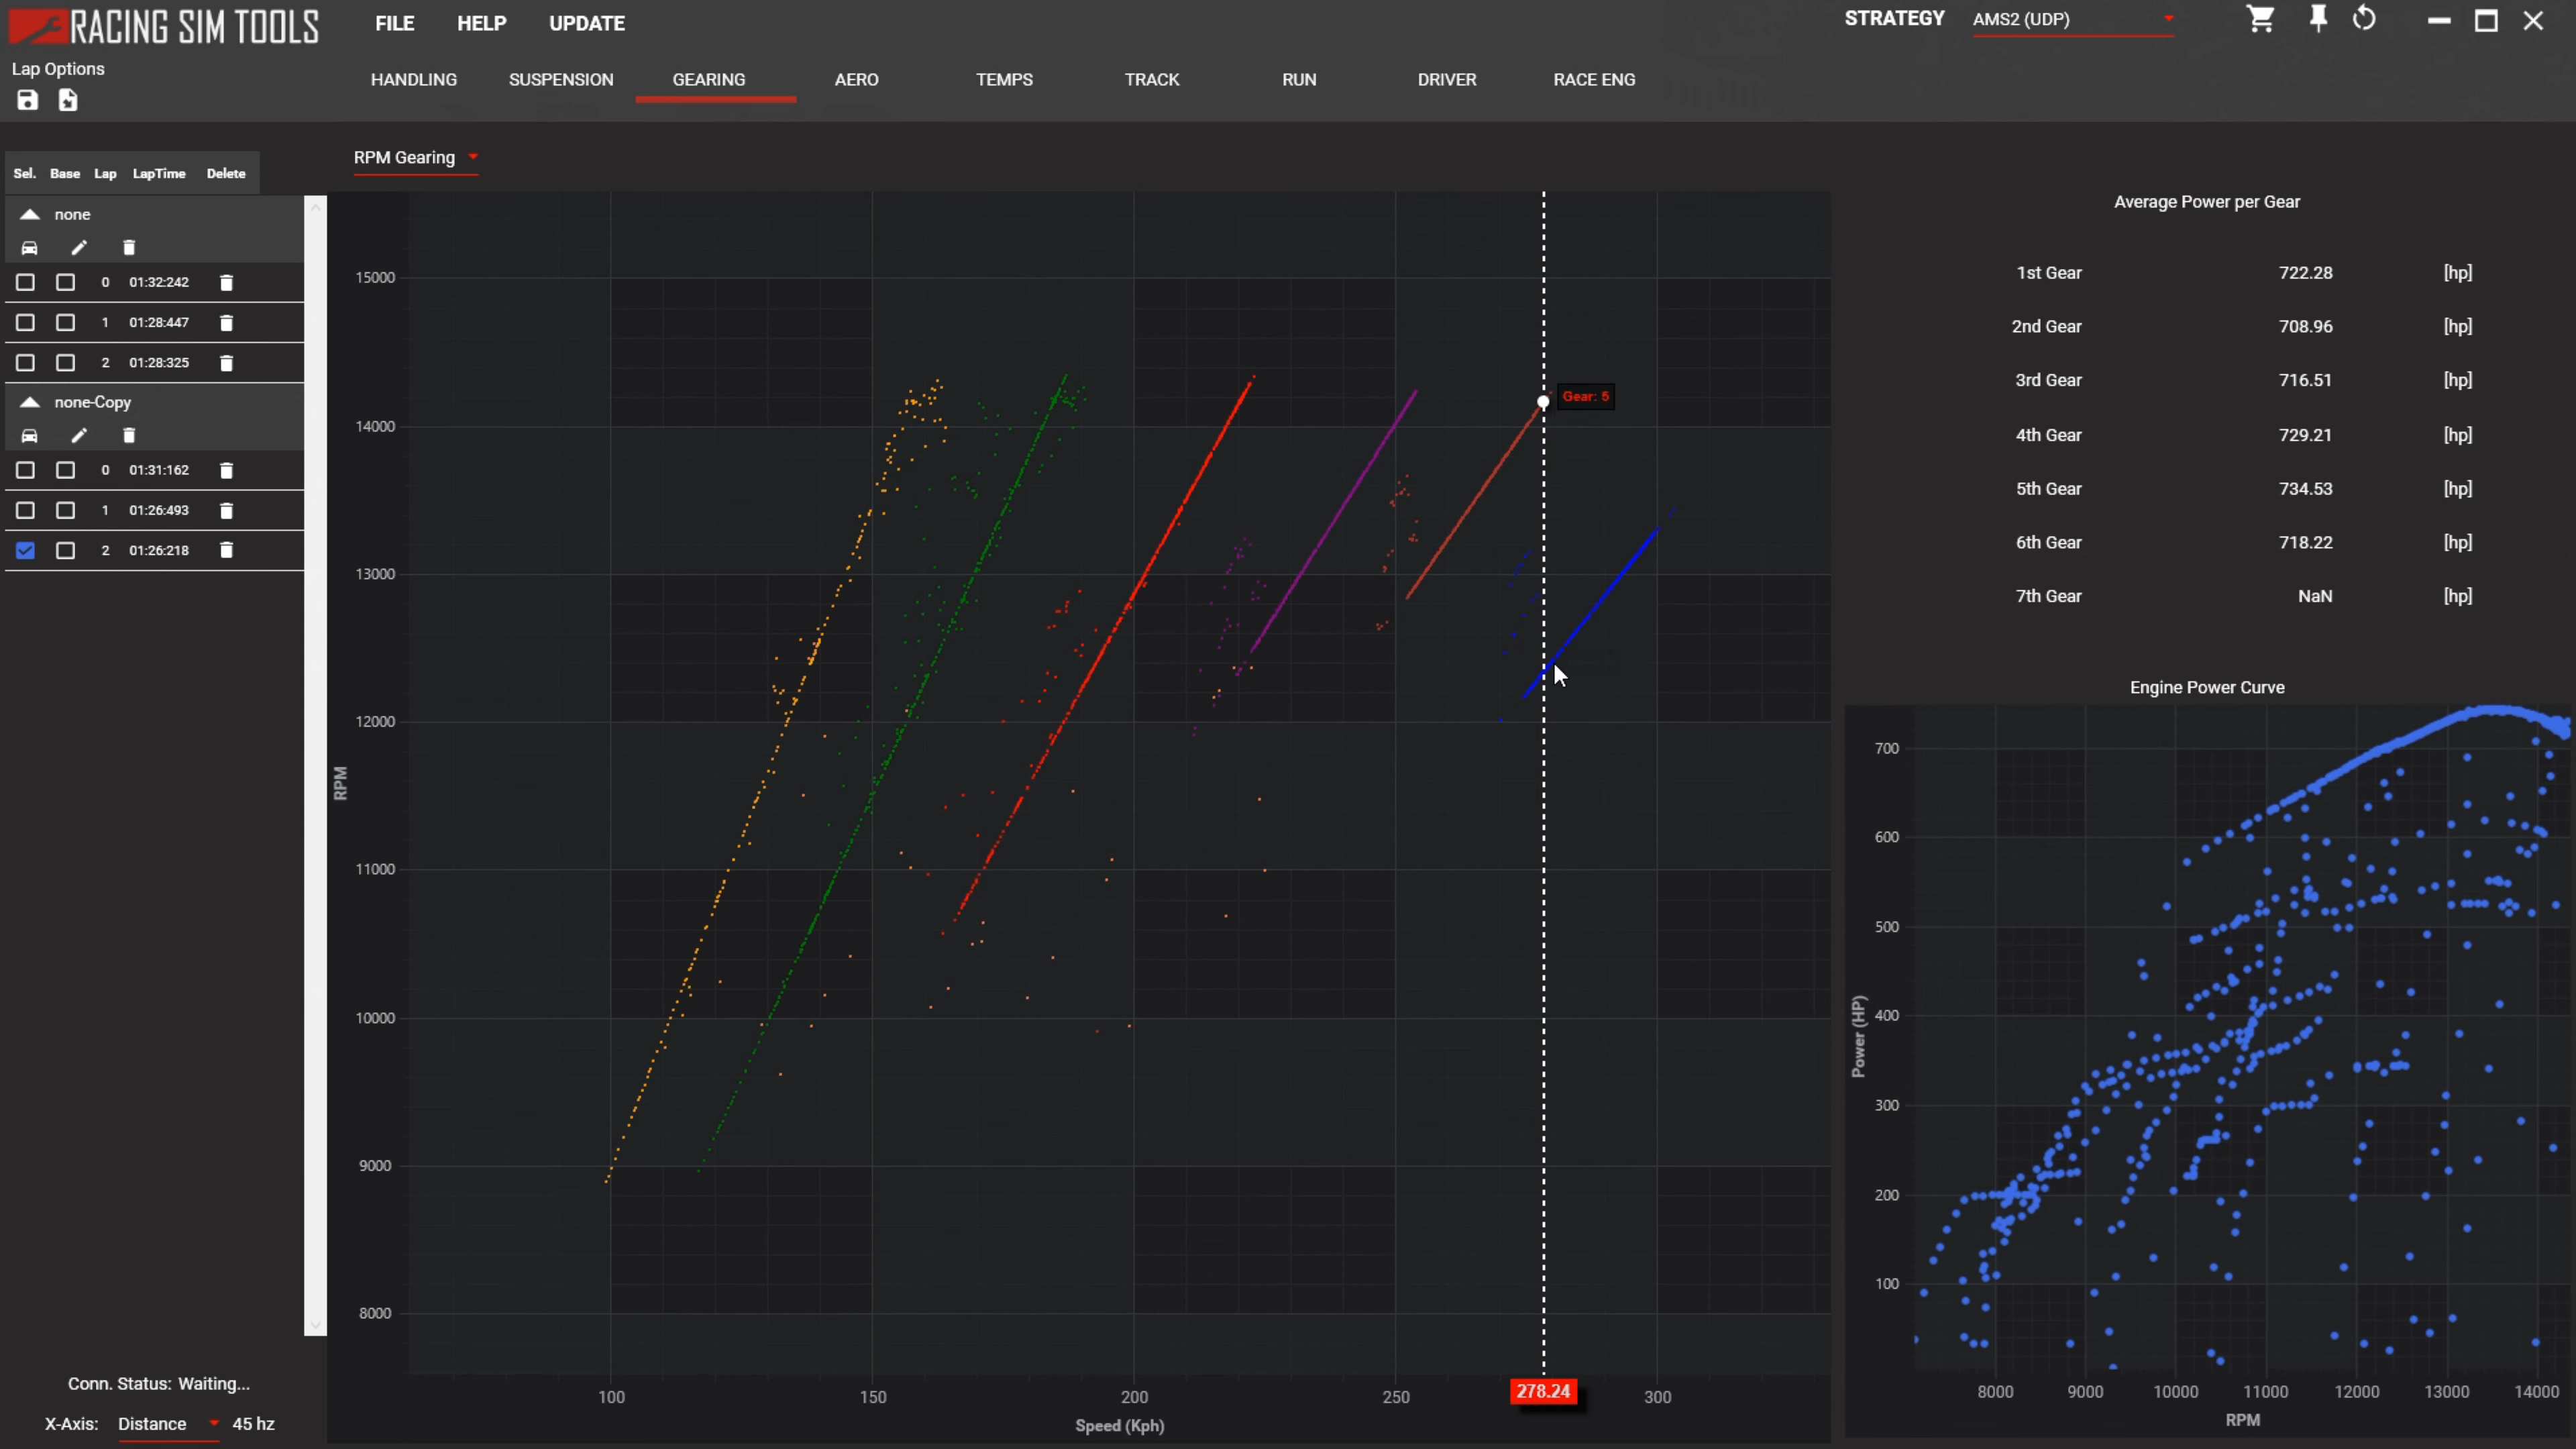 RACING SIM TOOLS
FILE HELP UPDATE
STRATEGY AMS2 (UDP)
Lap Options
HANDLING SUSPENSION GEARING AERO TEMPS TRACK RUN DRIVER RACE ENG
Sel. Base Lap LapTime Delete
none
0 01:32:242
1 01:28:447
2 01:28:325
none-Copy
0 01:31:162
1 01:26:493
2 01:26:218
Conn. Status: Waiting...
X-Axis: Distance 45 hz
RPM Gearing
15000
14000
13000
12000
11000
10000
9000
8000
RPM
Gear: 5
100 150 200 250 278.24 300
Speed (Kph)
Average Power per Gear
1st Gear 722.28 [hp]
2nd Gear 708.96 [hp]
3rd Gear 716.51 [hp]
4th Gear 729.21 [hp]
5th Gear 734.53 [hp]
6th Gear 718.22 [hp]
7th Gear NaN [hp]
Engine Power Curve
700
600
500
400
300
200
100
Power (HP)
8000 9000 10000 11000 12000 13000 14000
RPM